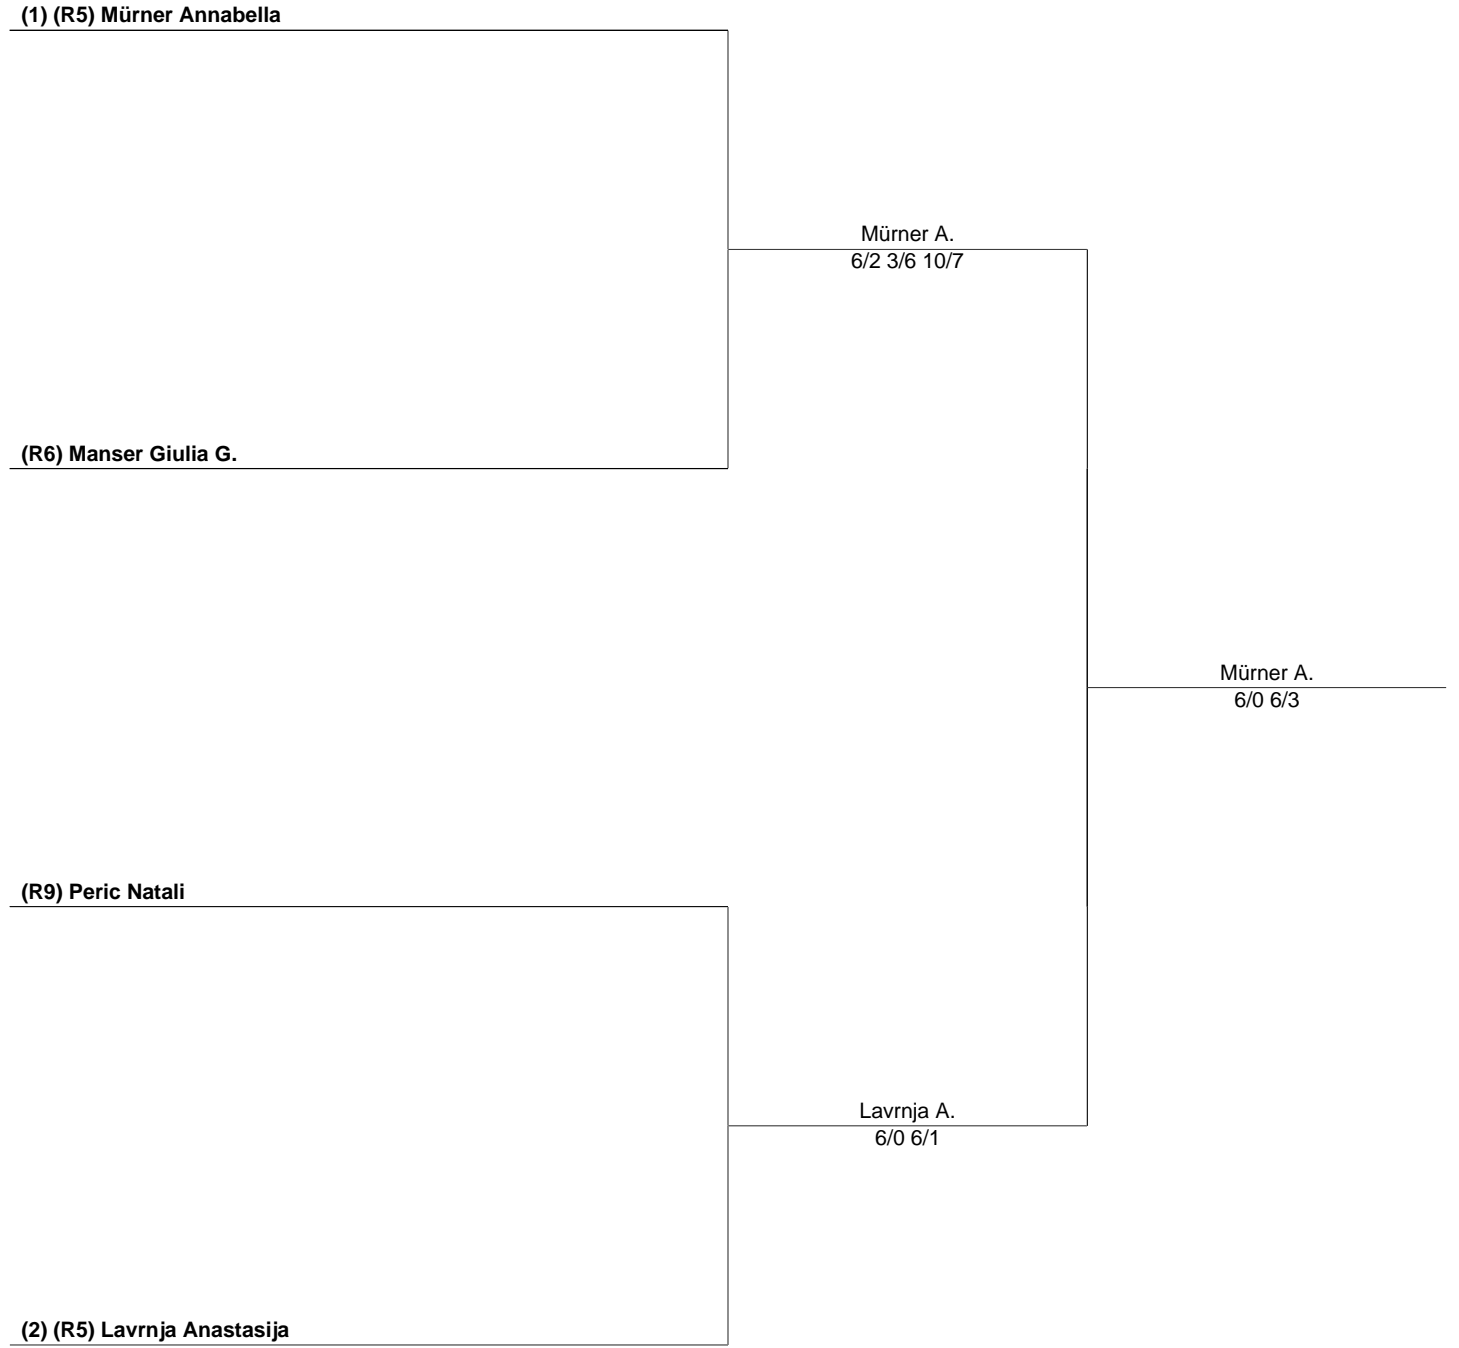 (1) (R5) Mürner Annabella
Mürner A.
6/2 3/6 10/7
(R6) Manser Giulia G.
Mürner A.
6/0 6/3
(R9) Peric Natali
Lavrnja A.
6/0 6/1
(2) (R5) Lavrnja Anastasija